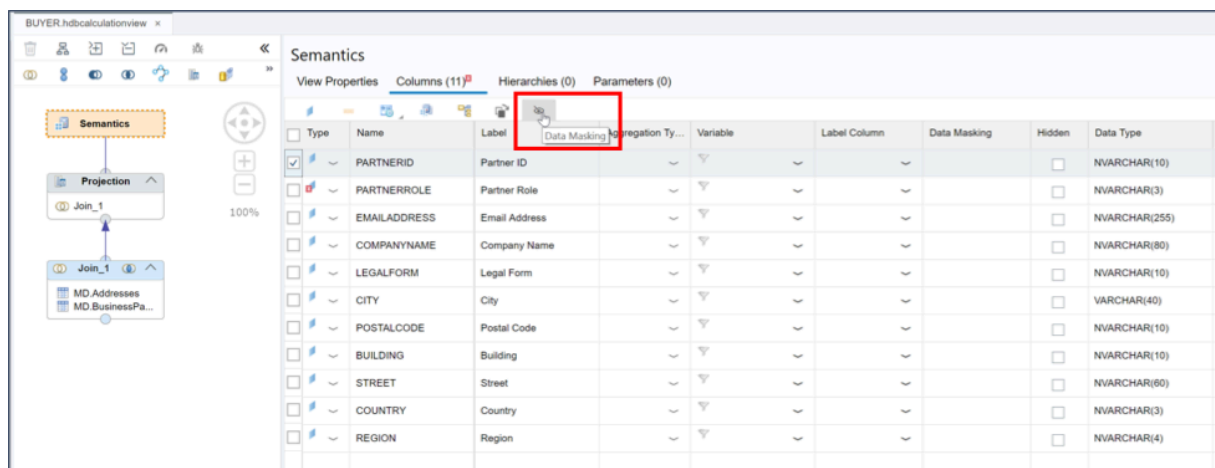 BUYER.hdbcalculationview ×
Semantics
View Properties Columns (11) Hierarchies (0) Parameters (0)
Data Masking
Type Name Label Aggregation Ty... Variable Label Column Data Masking Hidden Data Type
PARTNERID Partner ID NVARCHAR(10)
PARTNERROLE Partner Role NVARCHAR(3)
EMAILADDRESS Email Address NVARCHAR(255)
COMPANYNAME Company Name NVARCHAR(80)
LEGALFORM Legal Form NVARCHAR(10)
CITY City VARCHAR(40)
POSTALCODE Postal Code NVARCHAR(10)
BUILDING Building NVARCHAR(10)
STREET Street NVARCHAR(60)
COUNTRY Country NVARCHAR(3)
REGION Region NVARCHAR(4)
Semantics
Projection
Join_1
100%
Join_1
MD.Addresses
MD.BusinessPa...